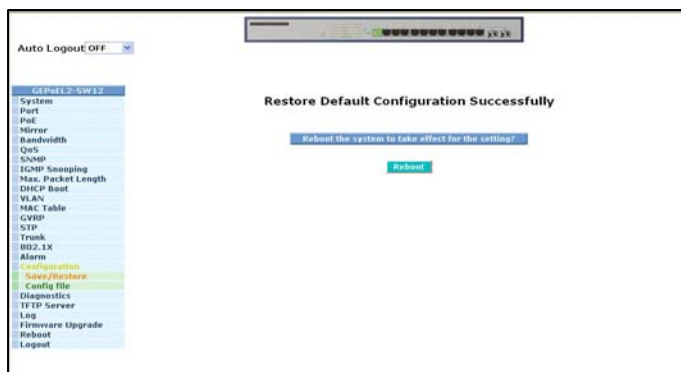 Auto Logout OFF
GEPoEL2-SW12
System
Port
PoE
Mirror
Bandwidth
QoS
SNMP
IGMP Snooping
Max. Packet Length
DHCP Boot
VLAN
MAC Table
GVRP
STP
Trunk
802.1X
Alarm
Configuration
Save/Restore
Config file
Diagnostics
TFTP Server
Log
Firmware Upgrade
Reboot
Logout
Restore Default Configuration Successfully
Reboot the system to take effect for the setting?
Reboot